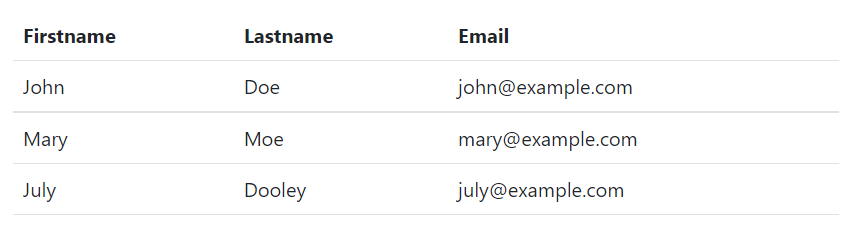 Firstname Lastname Email
John Doe john@example.com
Mary Moe mary@example.com
July Dooley july@example.com